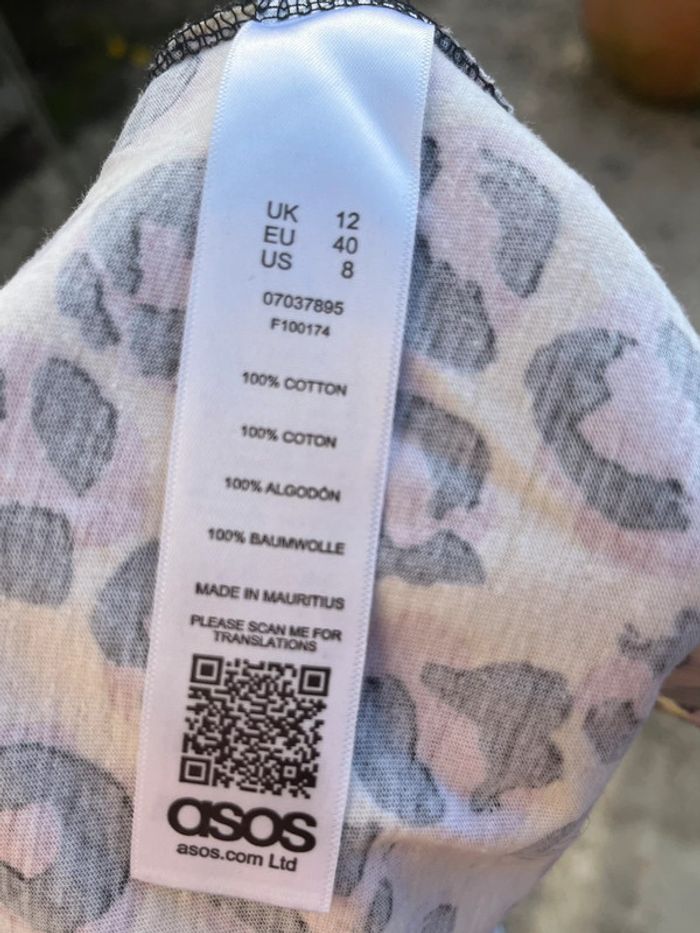 UK 12
EU 40
US 8
07037895
F100174
100% COTTON
100% COTON
100% ALGODÓN
100% BAUMWOLLE
MADE IN MAURITIUS
PLEASE SCAN ME FOR
TRANSLATIONS
asos
asos.com Ltd